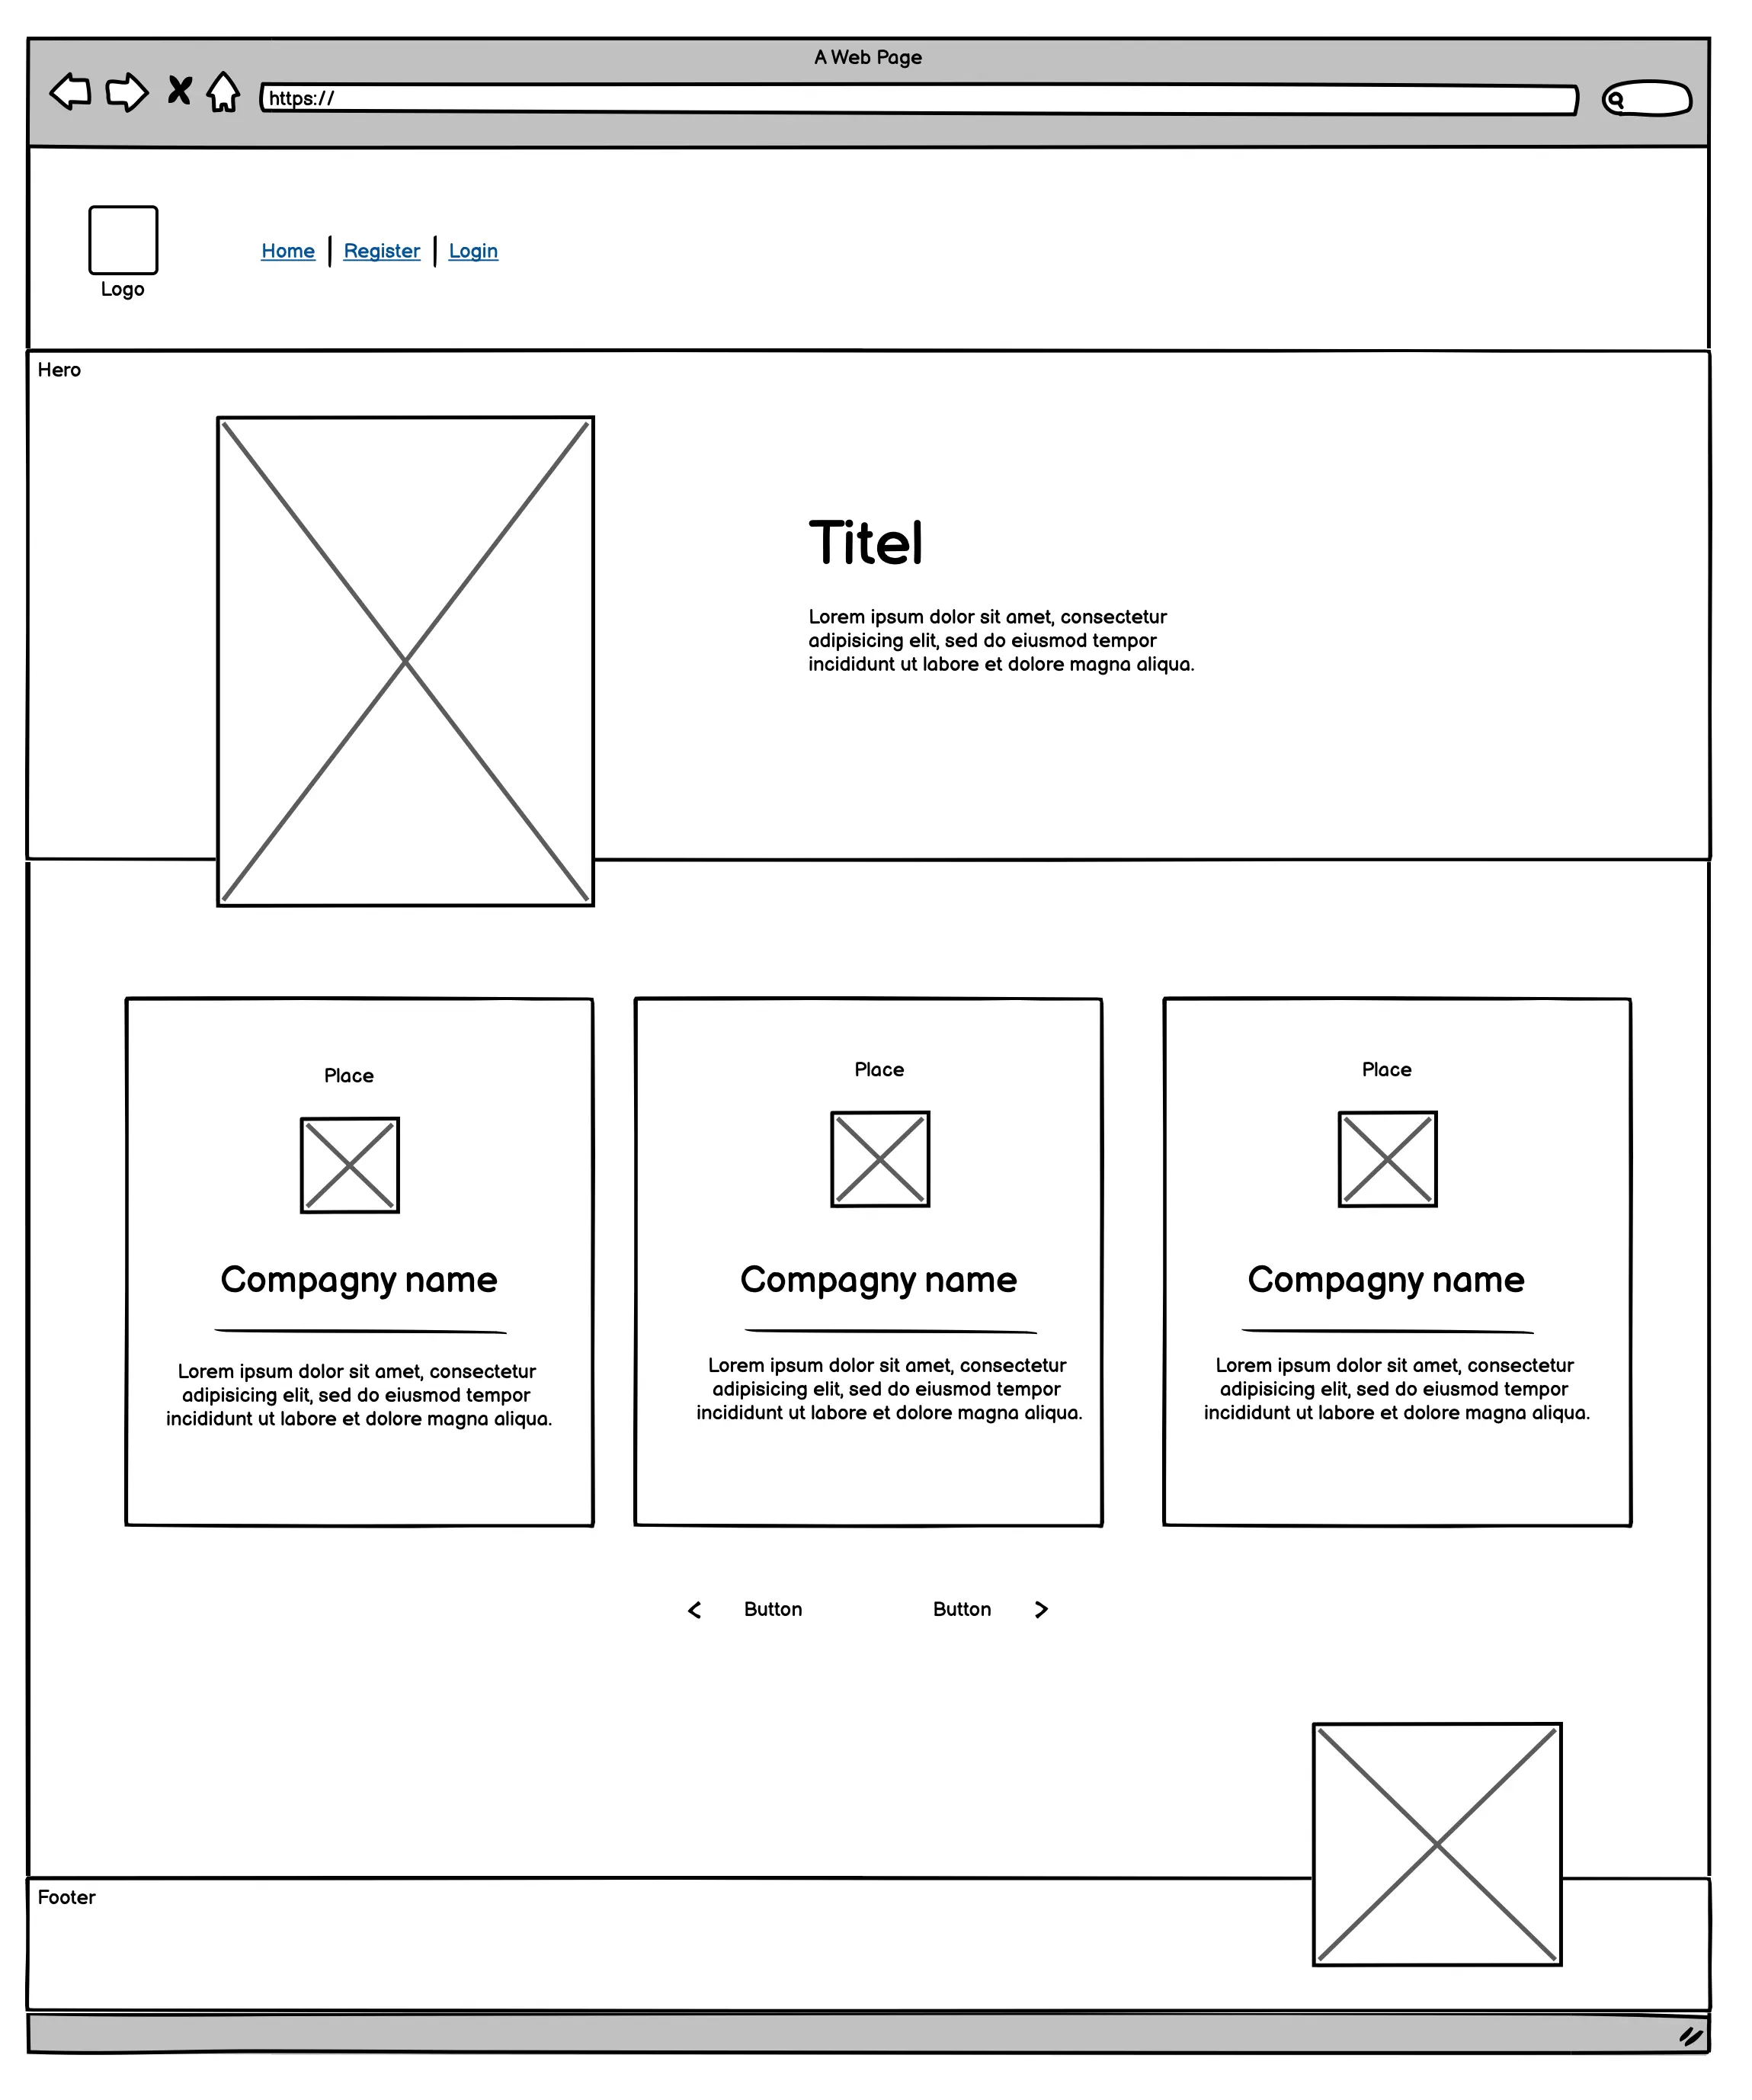 A Web Page
https://
Logo
Home | Register | Login
Hero
Titel
Lorem ipsum dolor sit amet, consectetur
adipisicing elit, sed do eiusmod tempor
incididunt ut labore et dolore magna aliqua.
Place
Compagny name
Lorem ipsum dolor sit amet, consectetur
adipisicing elit, sed do eiusmod tempor
incididunt ut labore et dolore magna aliqua.
Place
Compagny name
Lorem ipsum dolor sit amet, consectetur
adipisicing elit, sed do eiusmod tempor
incididunt ut labore et dolore magna aliqua.
Place
Compagny name
Lorem ipsum dolor sit amet, consectetur
adipisicing elit, sed do eiusmod tempor
incididunt ut labore et dolore magna aliqua.
< Button Button >
Footer